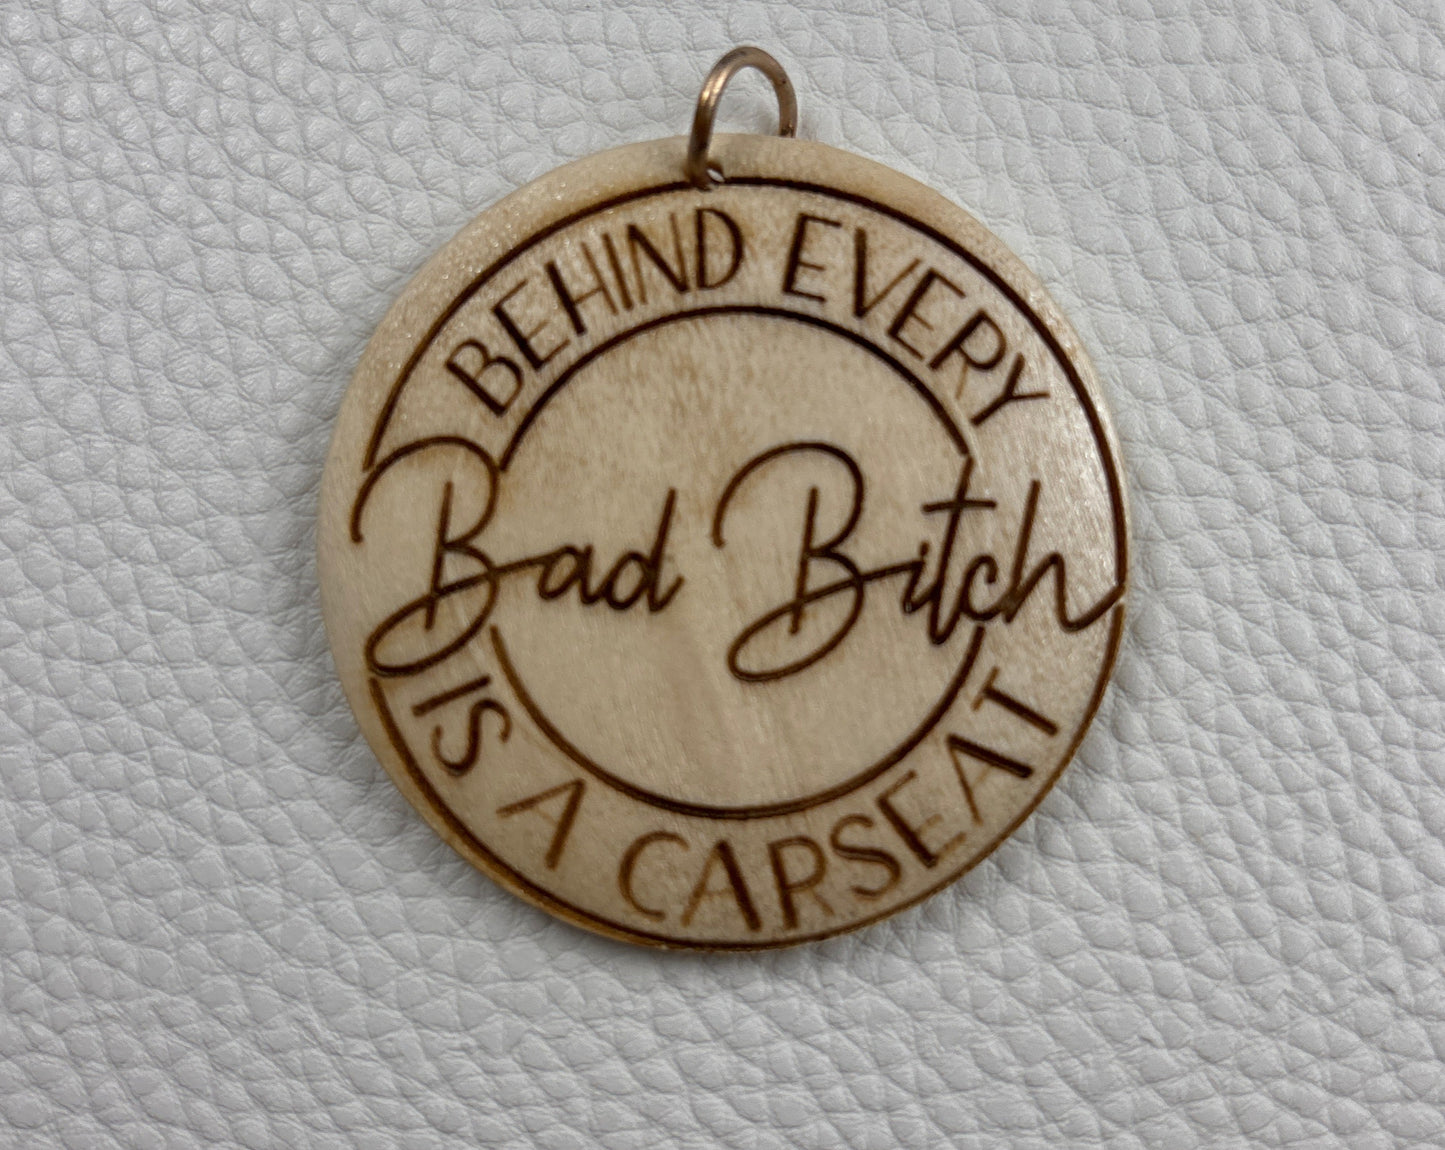 BEHIND EVERY
Bad Bitch
IS A CARSEAT